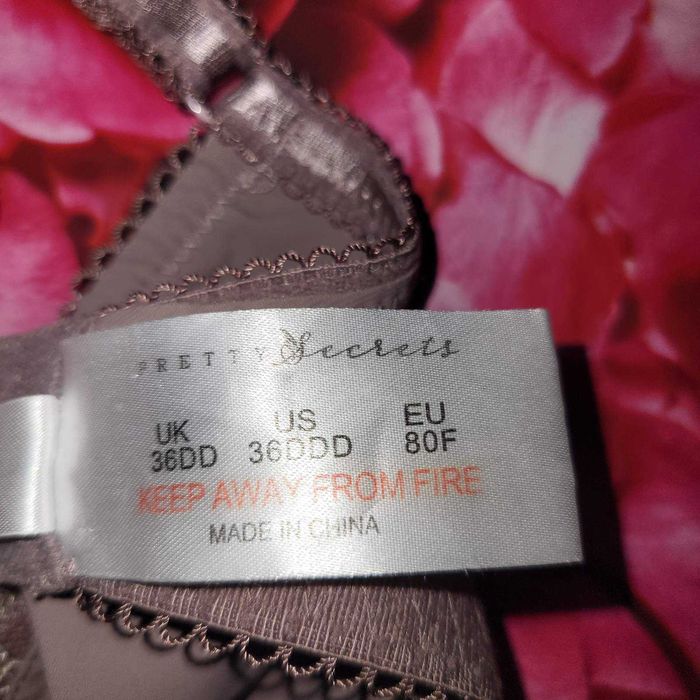 PRETTY Secrets
UK US EU
36DD 36DDD 80F
KEEP AWAY FROM FIRE
MADE IN CHINA